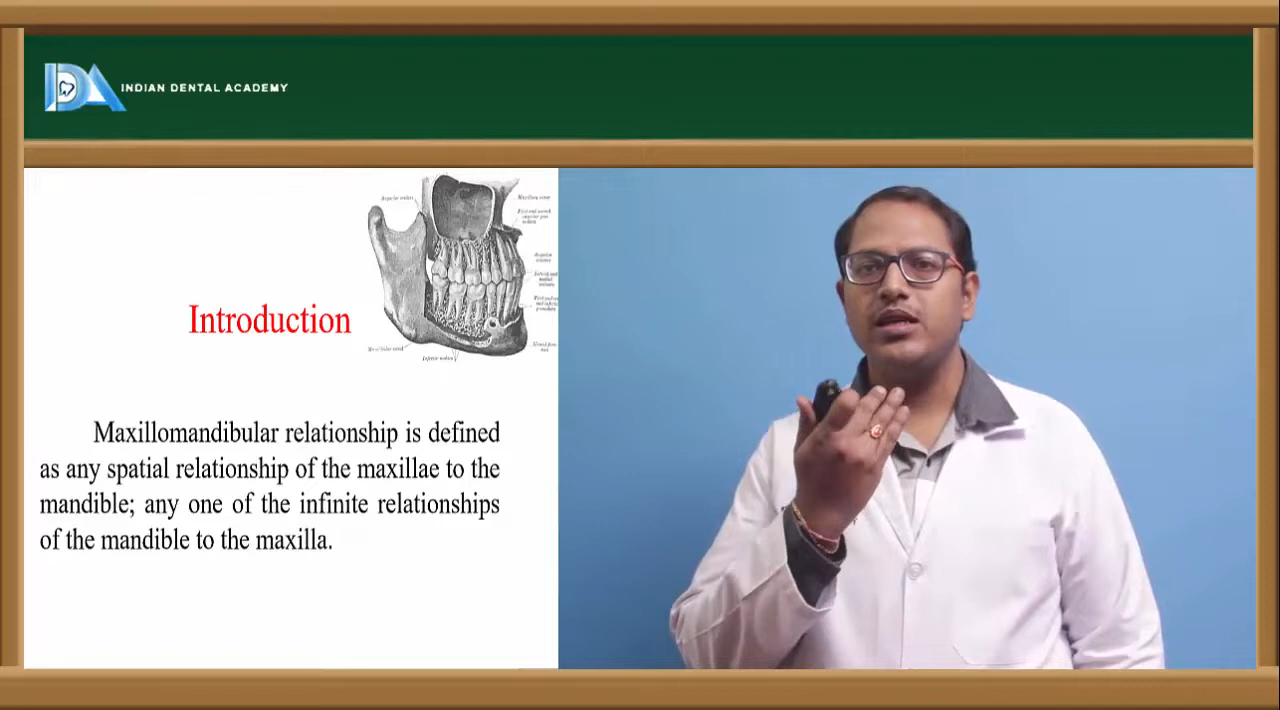 INDIAN DENTAL ACADEMY
Introduction
Maxillomandibular relationship is defined
as any spatial relationship of the maxillae to the
mandible; any one of the infinite relationships
of the mandible to the maxilla.